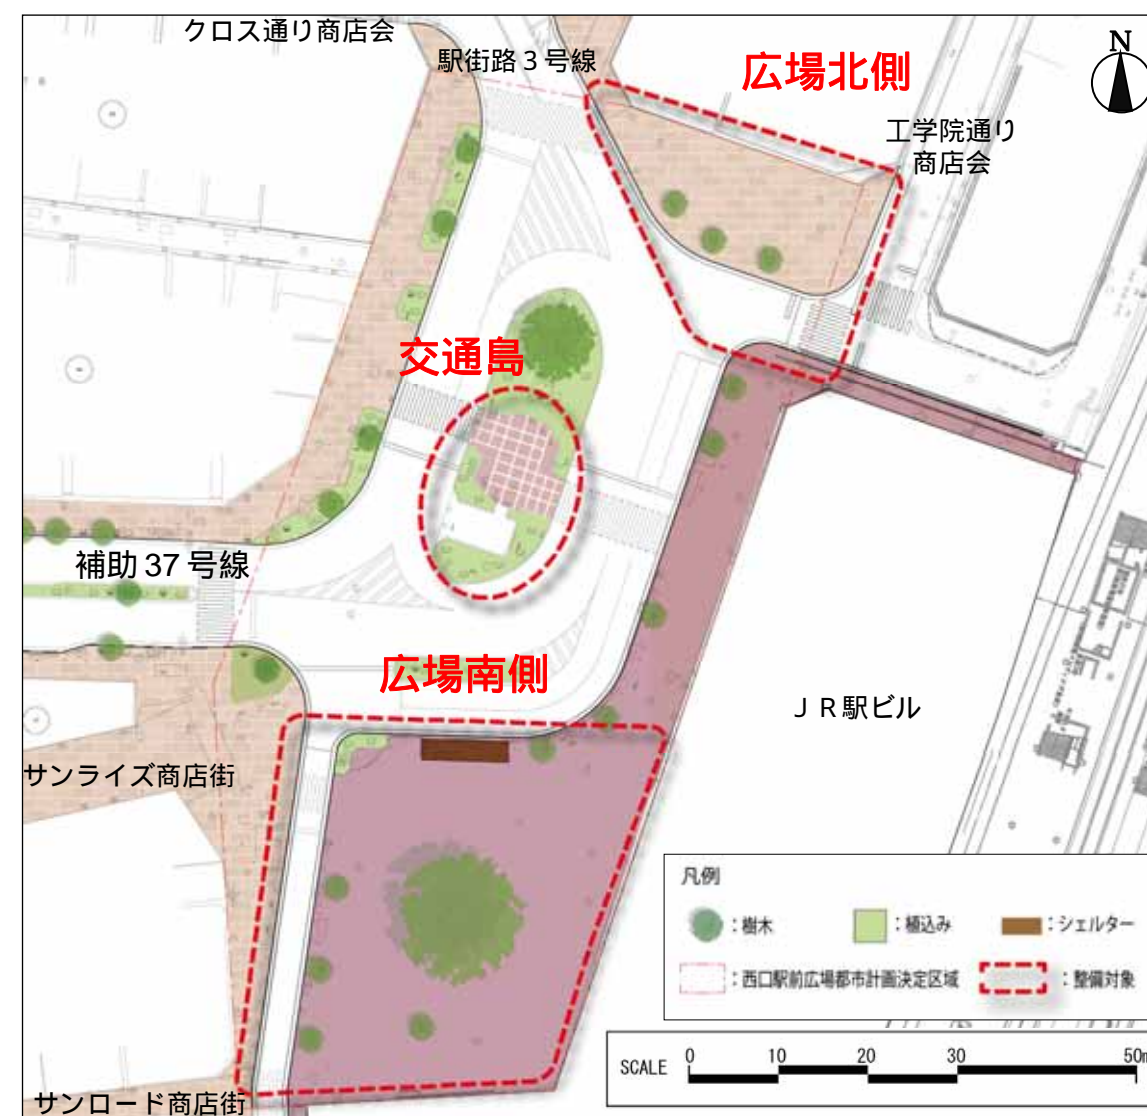 クロス通り商店会
駅街路３号線
広場北側
N
工学院通り
商店会
交通島
補助 37 号線
広場南側
ＪＲ駅ビル
サンライズ商店街
凡例
：樹木
：植込み
：シェルター
：西口駅前広場都市計画決定区域
：整備対象
SCALE
0 10 20 30 50m
サンロード商店街